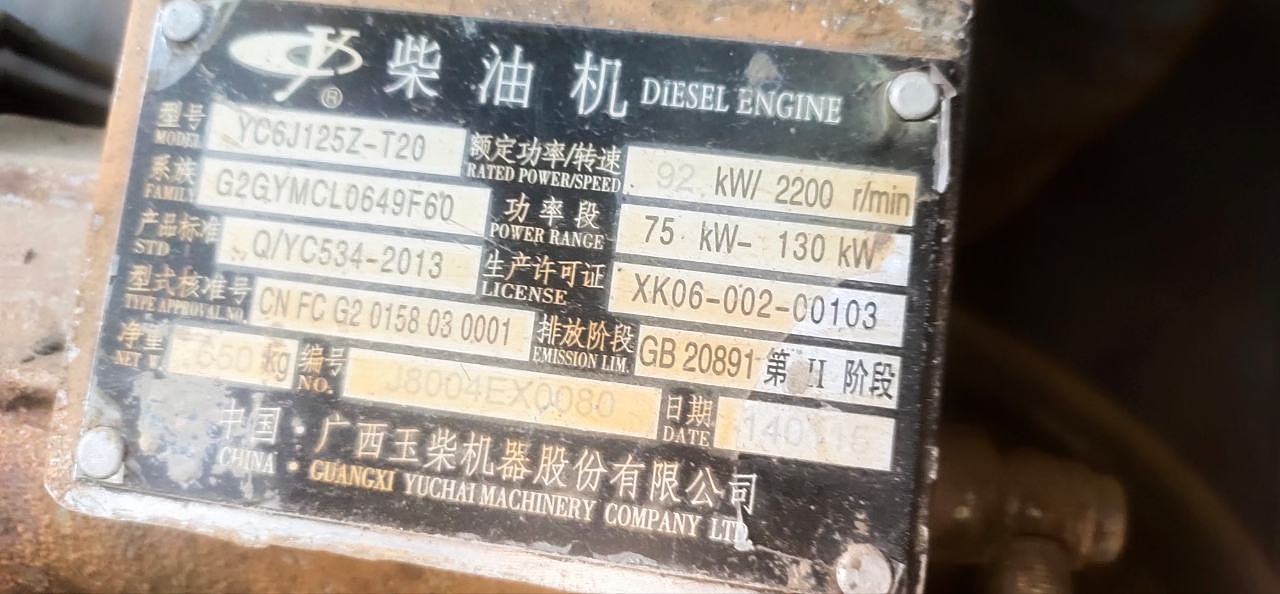 柴油机 DIESEL ENGINE
型号 MODEL YC6J125Z-T20 额定功率/转速 RATED POWER/SPEED 92 kW/ 2200 r/min
系族 FAMILY G2GYMCL0649F60 功率段 POWER RANGE 75 kW- 130 kW
产品标准 STD Q/YC534-2013 生产许可证 LICENSE XK06-002-00103
型式核准号 TYPE APPROVAL NO. CN FC G2 0158 03 0001 排放阶段 EMISSION LIM. GB 20891 第 II 阶段
净重 NET 650 kg 编号 NO. J8004EX0080 日期 DATE
中国·广西玉柴机器股份有限公司
CHINA · GUANGXI YUCHAI MACHINERY COMPANY LTD